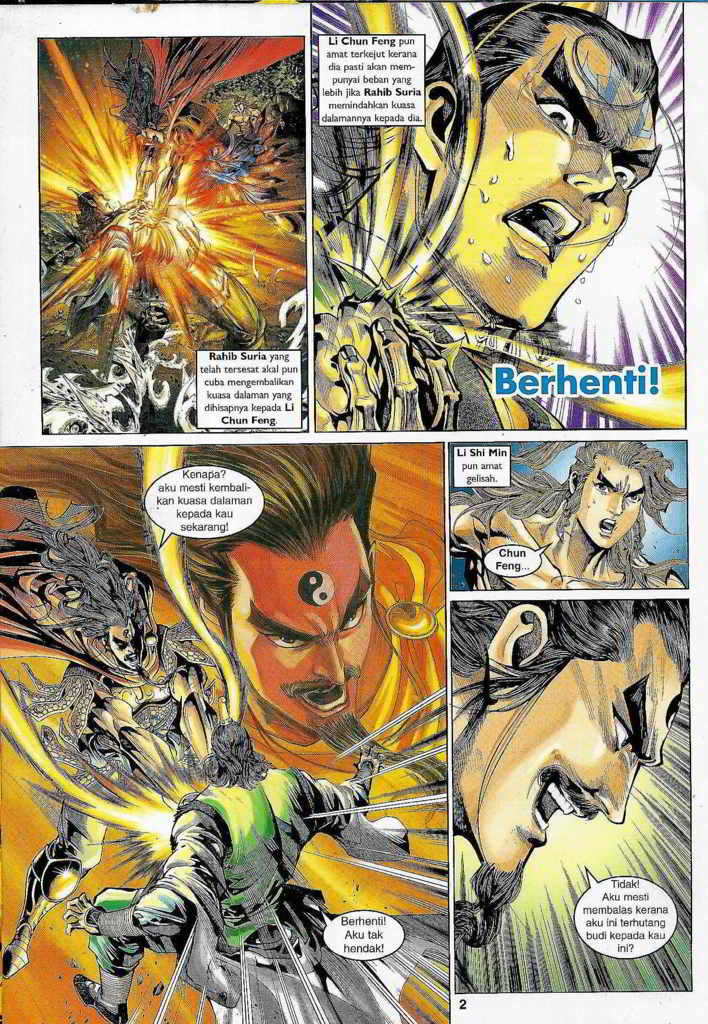 Rahib Suria yang
telah tersesat akal pun
cuba mengembalikan
kuasa dalaman yang
dihisapnya kepada Li
Chun Feng.
Li Chun Feng pun
amat terkejut kerana
dia pasti akan mem-
punyai beban yang
lebih jika Rahib Suria
memindahkan kuasa
dalamannya kepada dia.
Berhenti!
Kenapa?
aku mesti kembali-
kan kuasa dalaman
kepada kau
sekarang!
Berhenti!
Aku tak
hendak!
Li Shi Min
pun amat
gelisah.
Chun
Feng...
Tidak!
Aku mesti
membalas kerana
aku ini terhutang
budi kepada kau
ini?
2